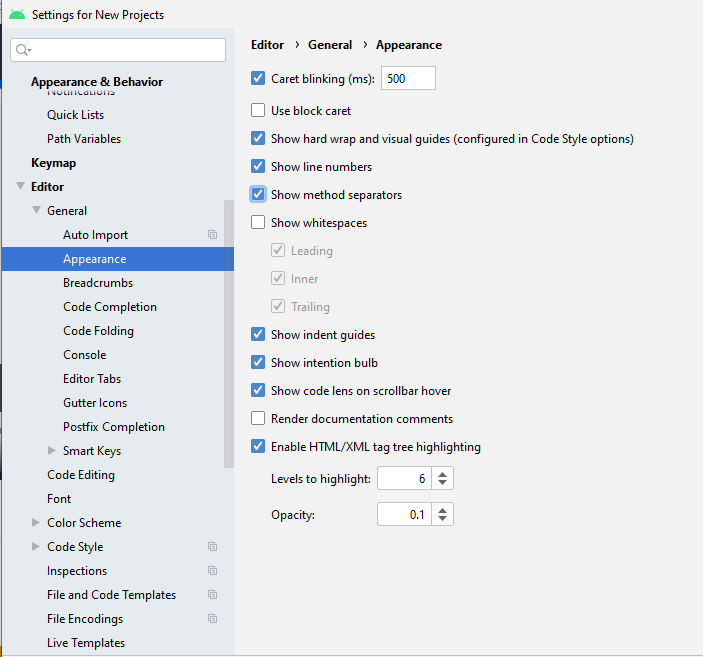 Settings for New Projects
Appearance & Behavior
Notifications
Quick Lists
Path Variables
Keymap
Editor
General
Auto Import
Appearance
Breadcrumbs
Code Completion
Code Folding
Console
Editor Tabs
Gutter Icons
Postfix Completion
Smart Keys
Code Editing
Font
Color Scheme
Code Style
Inspections
File and Code Templates
File Encodings
Live Templates
Editor › General › Appearance
Caret blinking (ms): 500
Use block caret
Show hard wrap and visual guides (configured in Code Style options)
Show line numbers
Show method separators
Show whitespaces
Leading
Inner
Trailing
Show indent guides
Show intention bulb
Show code lens on scrollbar hover
Render documentation comments
Enable HTML/XML tag tree highlighting
Levels to highlight: 6
Opacity: 0.1